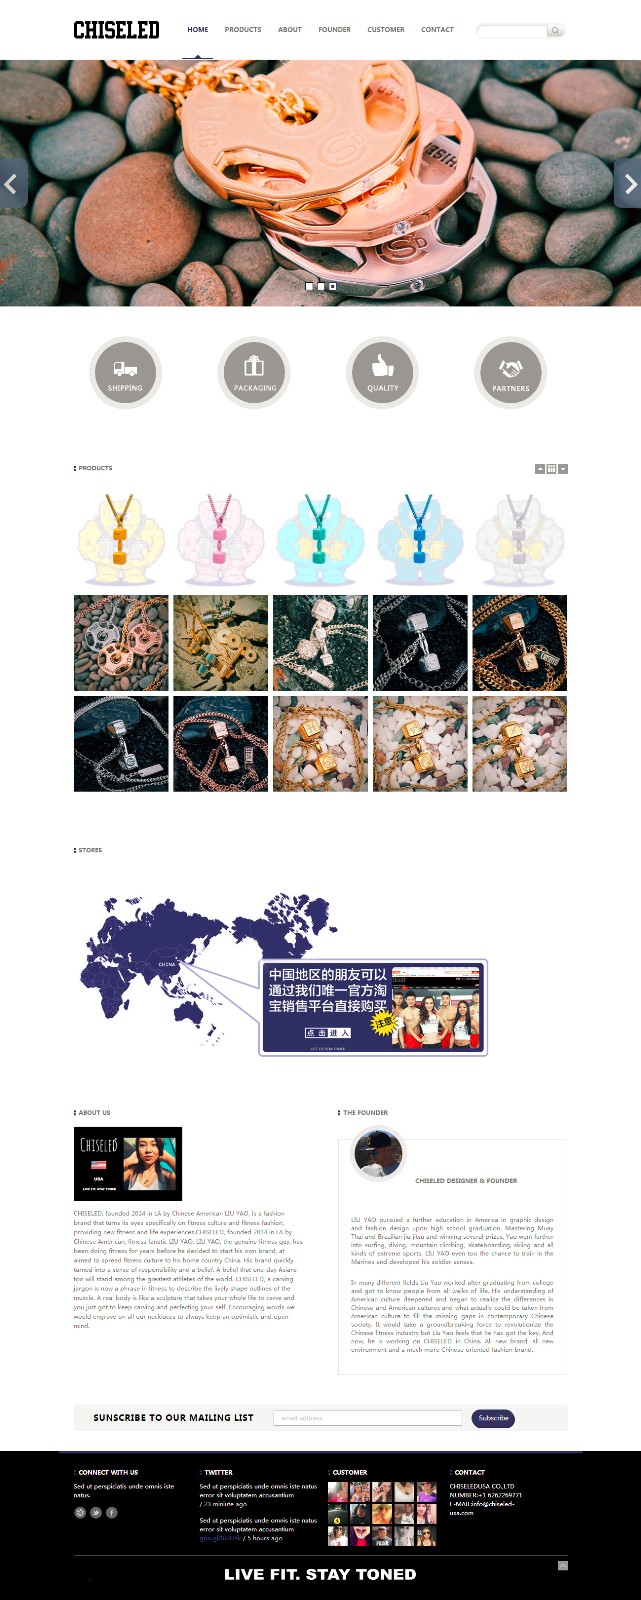 CHISELED
HOME PRODUCTS ABOUT FOUNDER CUSTOMER CONTACT
SHIPPING
PACKAGING
QUALITY
PARTNERS
PRODUCTS
STORES
CHINA
中国地区的朋友可以
通过我们唯一官方淘
宝销售平台直接购买
注意
点击进入
ABOUT US
CHISELED
USA
LIVE FIT. STAY TONED
CHISELED, founded 2014 in LA by Chinese American LIU YAO, is a fashion
brand that turns its eyes specifically on fitness culture and fitness fashion,
providing new fitness and life experiences.CHISELED, founded 2014 in LA by
Chinese American, fitness fanatic LIU YAO. LIU YAO, the genuine fitness guy, has
been doing fitness for years before he decided to start his own brand, at
aimed to spread fitness culture to his home country China. His brand quickly
turned into a sense of responsibility and a belief. A belief that one day Asians
too will stand among the greatest athletes of the world. CHISELED, a carving
jargon is now a phrase in fitness to describe the lively shape outlines of the
muscle. A real body is like a sculpture that takes your whole life to carve and
you just got to keep carving and perfecting your self. Encouraging words we
would engrave on all our necklaces to always keep an optimistic and open
mind.
THE FOUNDER
CHISELED DESIGNER & FOUNDER
LIU YAO pursued a further education in America in graphic design
and fashion design upon high school graduation. Mastering Muay
Thai and Brazilian jiu jitsu and winning several prizes, Yao went further
into surfing, diving, mountain climbing, skateboarding, skiing and all
kinds of extreme sports. LIU YAO even too the chance to train in the
Marines and developed his soldier senses.
In many different fields Liu Yao worked after graduating from college
and got to know people from all walks of life. His understanding of
American culture deepened and began to realize the differences in
Chinese and American cultures and what actually could be taken from
American culture to fill the missing gaps in contemporary Chinese
society. It would take a groundbreaking force to revolutionize the
Chinese fitness industry but Liu Yao feels that he has got the key. And
now, he is working on CHISELED in China. All new brand, all new
environment and a much more Chinese oriented fashion brand.
SUNSCRIBE TO OUR MAILING LIST
email address
Subscribe
CONNECT WITH US
Sed ut perspiciatis unde omnis iste
natus.
TWITTER
Sed ut perspiciatis unde omnis iste natus
error sit voluptatem accusantium
/ 23 minute ago
Sed ut perspiciatis unde omnis iste natus
error sit voluptatem accusantium
/ 5 hours ago
CUSTOMER
CONTACT
CHISELEDUSA CO,.LTD
NUMBER:+1 6262269771
E-MAIL:info@chiseled-
usa.com
LIVE FIT. STAY TONED